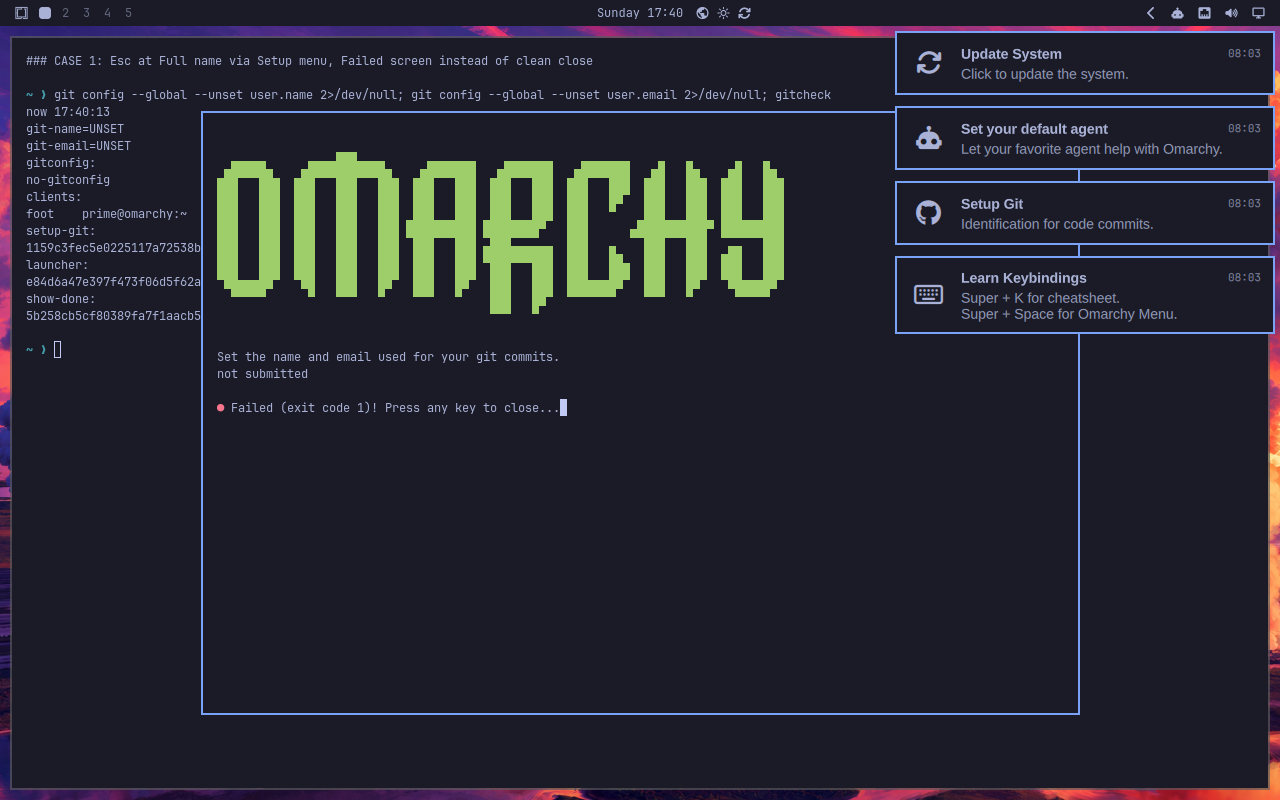 2 3 4 5
Sunday 17:40
### CASE 1: Esc at Full name via Setup menu, Failed screen instead of clean close
~ ❯ git config --global --unset user.name 2>/dev/null; git config --global --unset user.email 2>/dev/null; gitcheck
now 17:40:13
git-name=UNSET
git-email=UNSET
gitconfig:
no-gitconfig
clients:
foot    prime@omarchy:~
setup-git:
1159c3fec5e0225117a72538b
launcher:
e84d6a47e397f473f06d5f62a
show-done:
5b258cb5cf80389fa7f1aacb5
~ ❯
OMARCHY
Set the name and email used for your git commits.
not submitted
● Failed (exit code 1)! Press any key to close...
Update System 08:03
Click to update the system.
Set your default agent 08:03
Let your favorite agent help with Omarchy.
Setup Git 08:03
Identification for code commits.
Learn Keybindings 08:03
Super + K for cheatsheet.
Super + Space for Omarchy Menu.